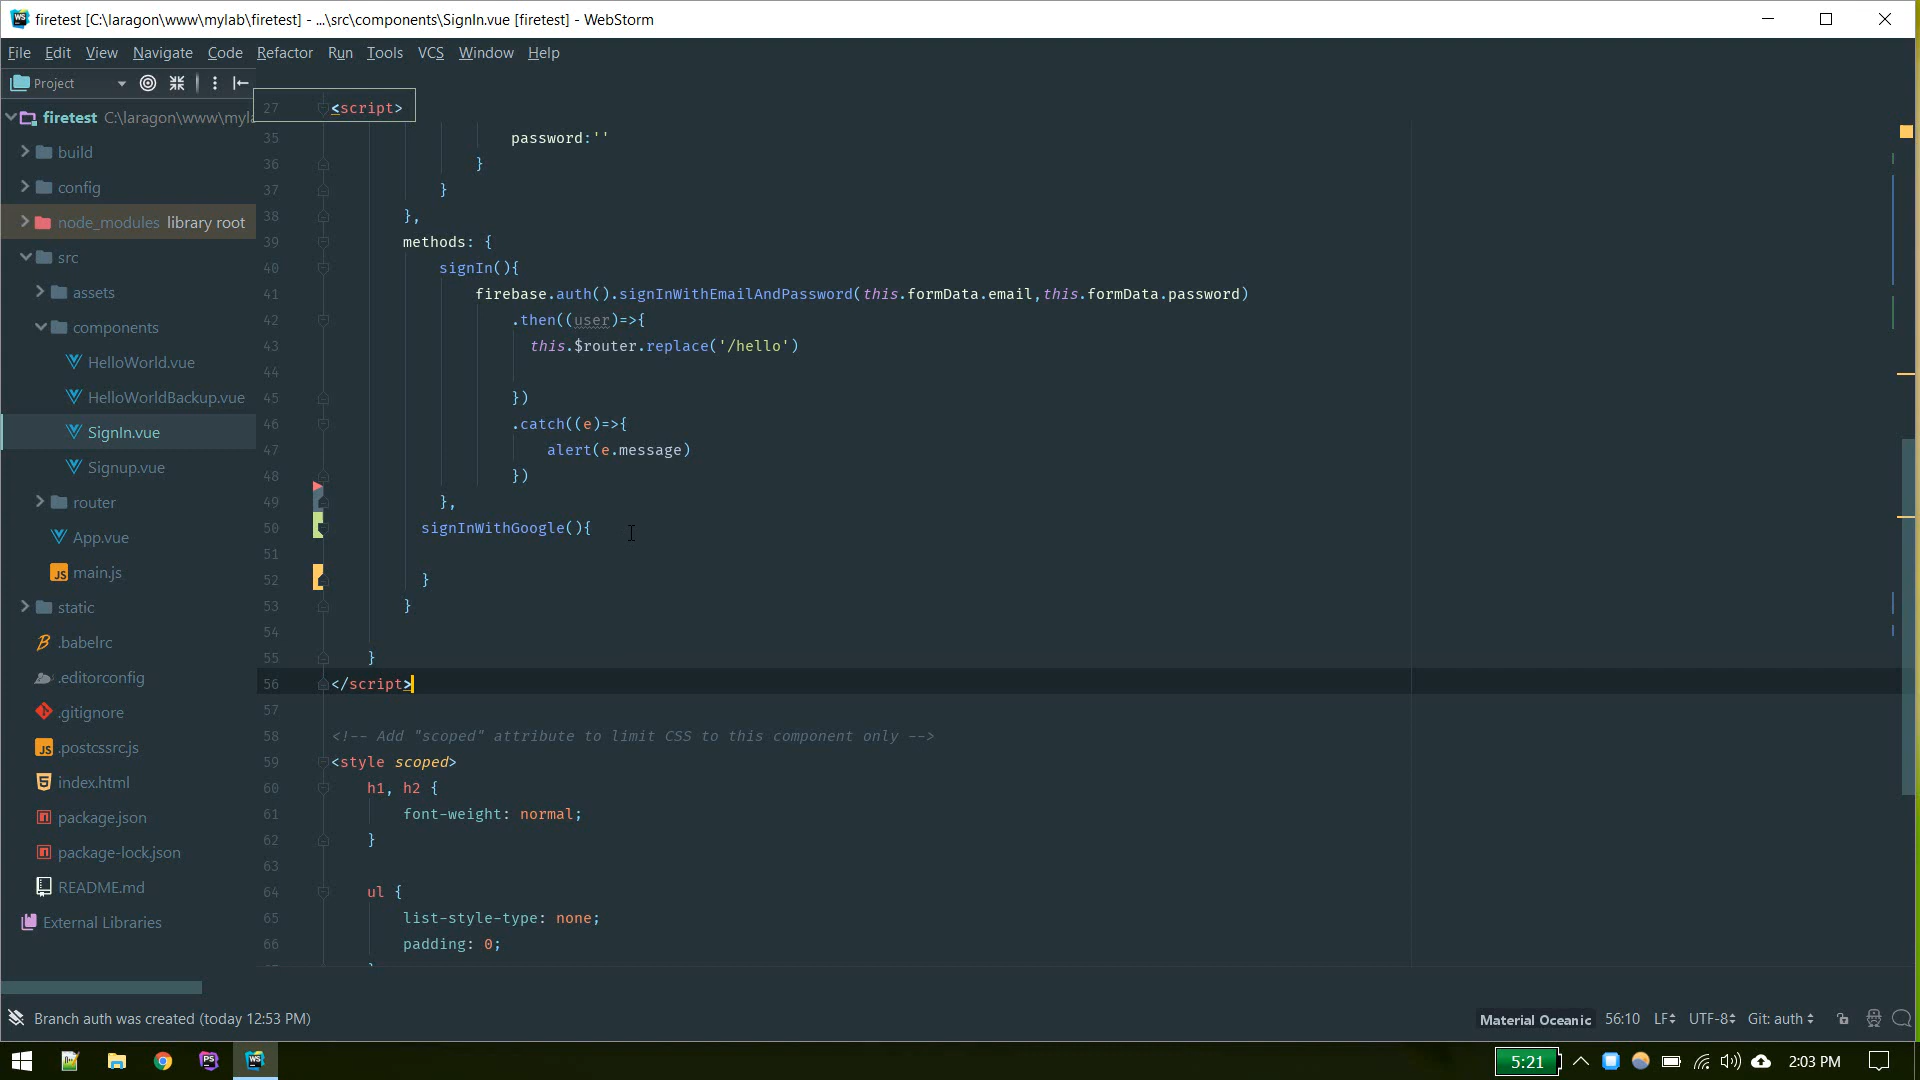 firetest [C:\laragon\www\mylab\firetest] - ...\src\components\SignIn.vue [firetest] - WebStorm
File Edit View Navigate Code Refactor Run Tools VCS Window Help
Project
firetest C:\laragon\www\myla
build
config
node_modules library root
src
assets
components
HelloWorld.vue
HelloWorldBackup.vue
SignIn.vue
Signup.vue
router
App.vue
main.js
static
.babelrc
.editorconfig
.gitignore
.postcssrc.js
index.html
package.json
package-lock.json
README.md
External Libraries
27 <script>
35 password:''
36 }
37 }
38 },
39 methods: {
40 signIn(){
41 firebase.auth().signInWithEmailAndPassword(this.formData.email,this.formData.password)
42 .then((user)=>{
43 this.$router.replace('/hello')
44
45 })
46 .catch((e)=>{
47 alert(e.message)
48 })
49 },
50 signInWithGoogle(){
51
52 }
53 }
54
55 }
56 </script>
57
58 <!-- Add "scoped" attribute to limit CSS to this component only -->
59 <style scoped>
60 h1, h2 {
61 font-weight: normal;
62 }
63
64 ul {
65 list-style-type: none;
66 padding: 0;
Branch auth was created (today 12:53 PM)
Material Oceanic 56:10 LF UTF-8 Git: auth
PS WS 5:21 2:03 PM